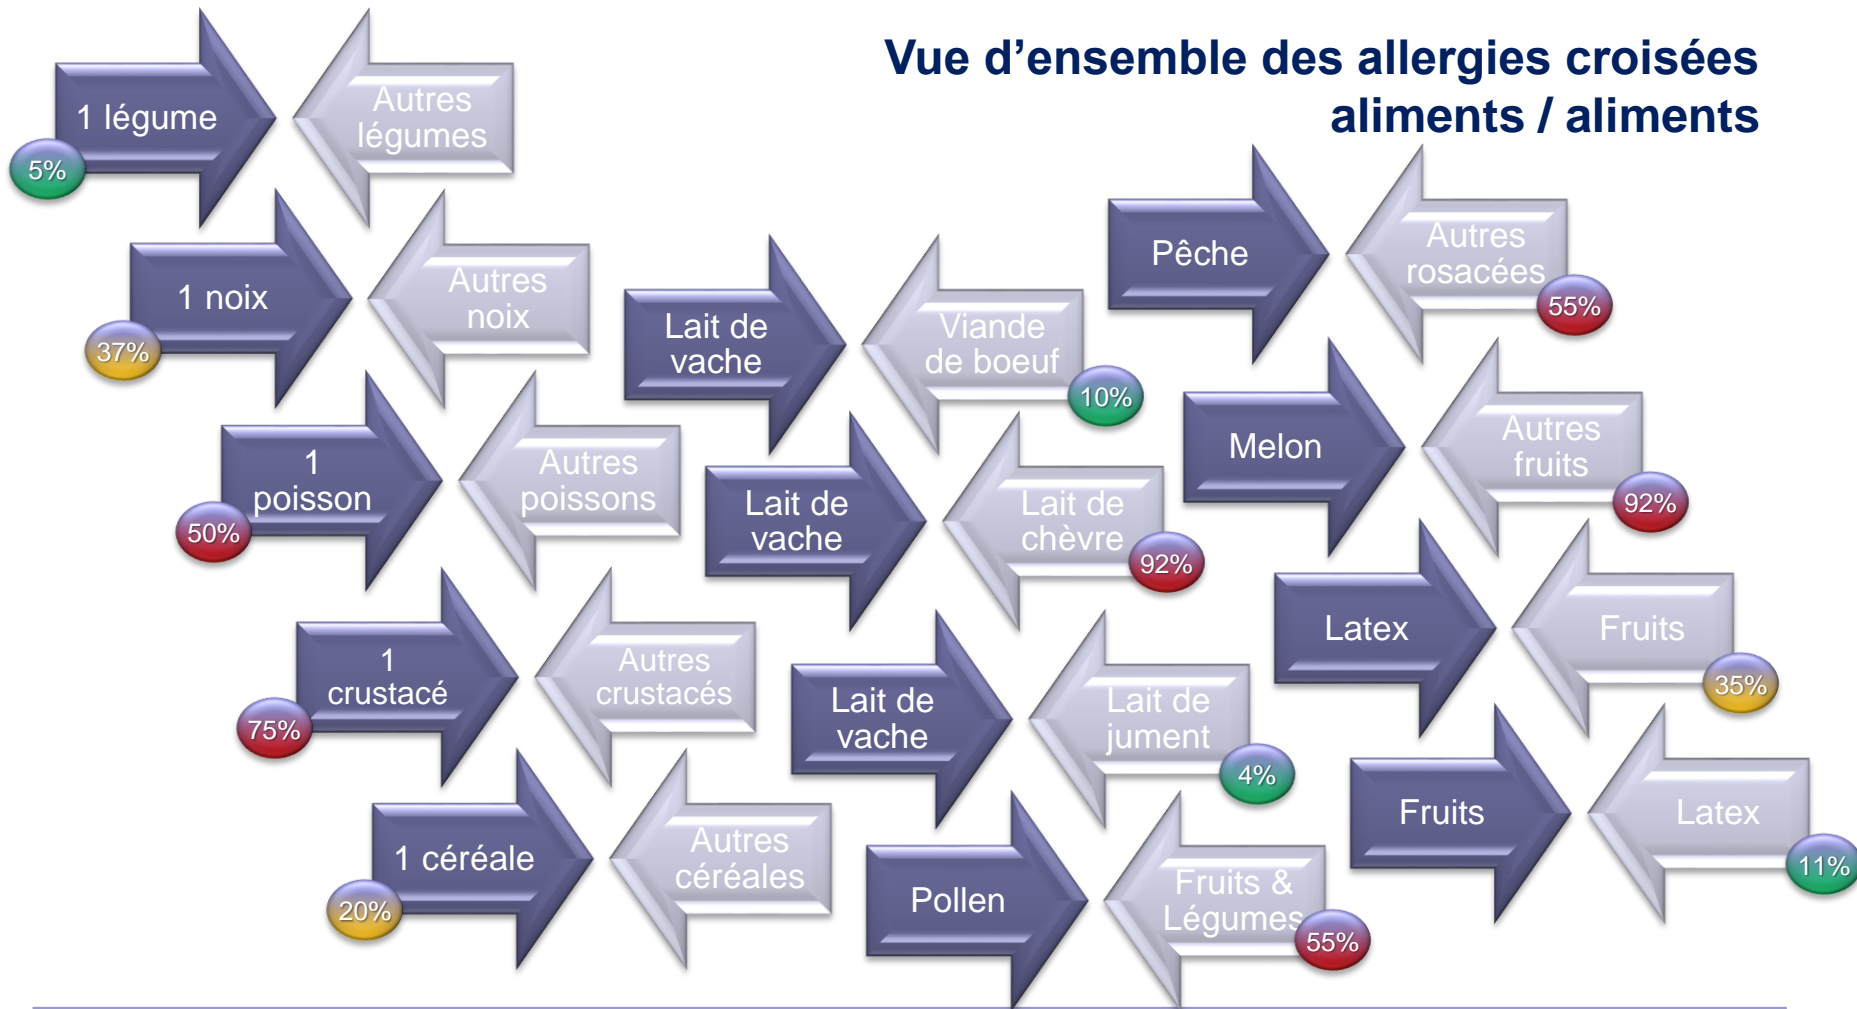 Vue d’ensemble des allergies croisées
aliments / aliments
1 légume
Autres
légumes
5%
1 noix
Autres
noix
37%
1
poisson
Autres
poissons
50%
1
crustacé
Autres
crustacés
75%
1 céréale
Autres
céréales
20%
Lait de
vache
Viande
de boeuf
10%
Lait de
vache
Lait de
chèvre
92%
Lait de
vache
Lait de
jument
4%
Pollen
Fruits &
Légumes
55%
Pêche
Autres
rosacées
55%
Melon
Autres
fruits
92%
Latex
Fruits
35%
Fruits
Latex
11%